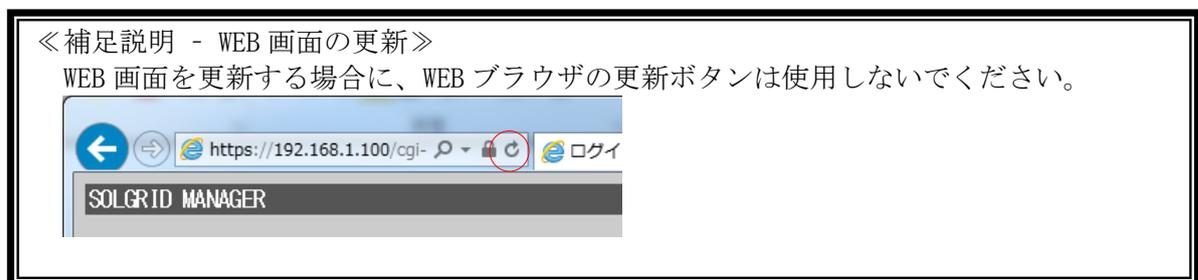 ≪補足説明 - WEB 画面の更新≫
WEB 画面を更新する場合に、WEB ブラウザの更新ボタンは使用しないでください。
https://192.168.1.100/cgi-
ログイ
SOLGRID MANAGER